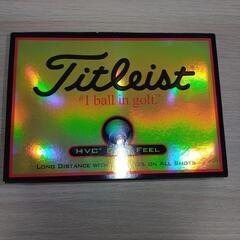 Titleist
"#1 ball in golf."
HVC FEEL
LONG DISTANCE WITH ON ALL SHOTS